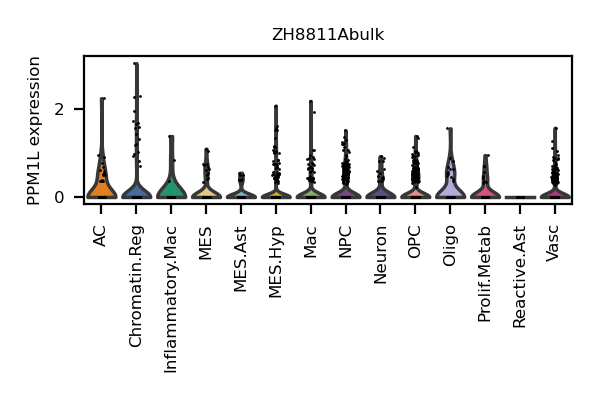 ZH8811Abulk
PPM1L expression
2
0
AC
Chromatin.Reg
Inflammatory.Mac
MES
MES.Ast
MES.Hyp
Mac
NPC
Neuron
OPC
Oligo
Prolif.Metab
Reactive.Ast
Vasc